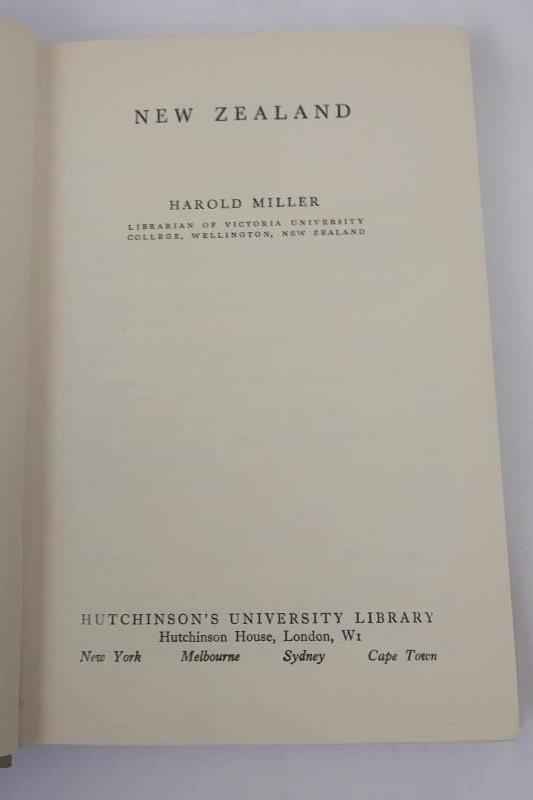 NEW ZEALAND
HAROLD MILLER
LIBRARIAN OF VICTORIA UNIVERSITY
COLLEGE, WELLINGTON, NEW ZEALAND
HUTCHINSON'S UNIVERSITY LIBRARY
Hutchinson House, London, W1
New York Melbourne Sydney Cape Town